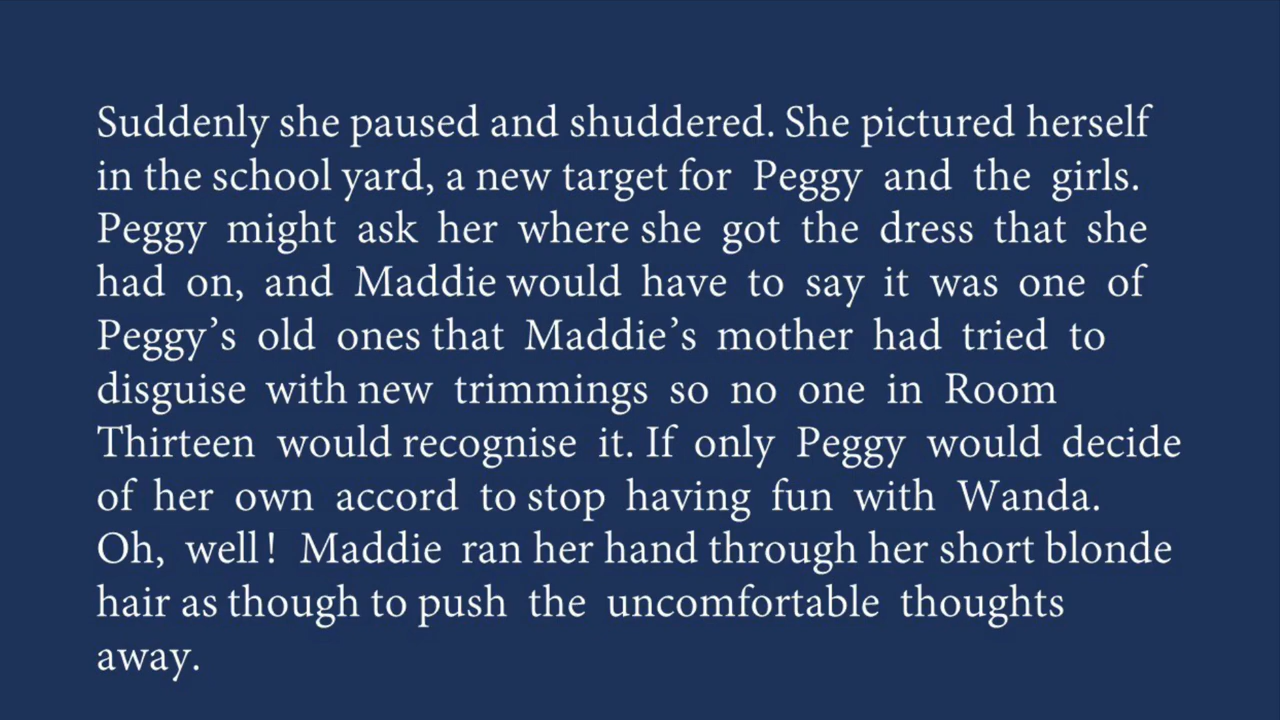 Suddenly she paused and shuddered. She pictured herself
in the school yard, a new target for Peggy and the girls.
Peggy might ask her where she got the dress that she
had on, and Maddie would have to say it was one of
Peggy’s old ones that Maddie’s mother had tried to
disguise with new trimmings so no one in Room
Thirteen would recognise it. If only Peggy would decide
of her own accord to stop having fun with Wanda.
Oh, well! Maddie ran her hand through her short blonde
hair as though to push the uncomfortable thoughts
away.